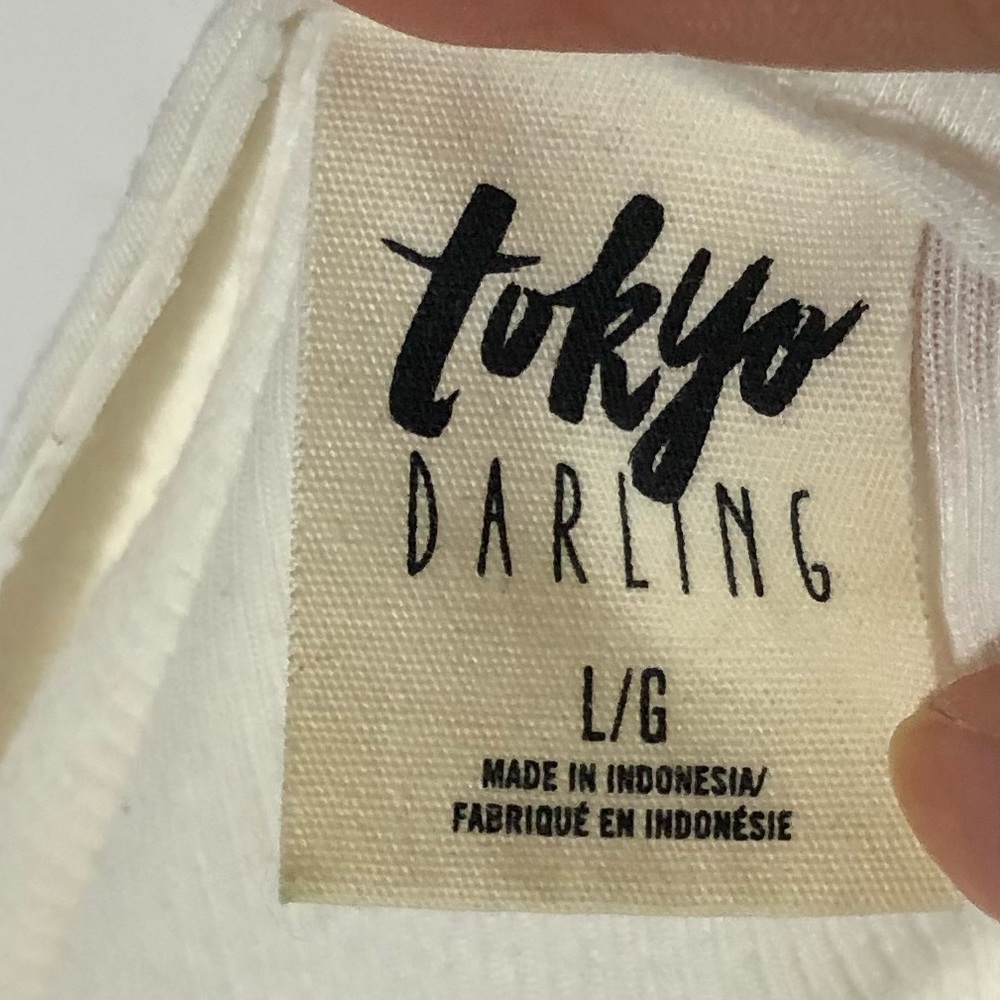 tokyo
DARLING
L/G
MADE IN INDONESIA/
FABRIQUÉ EN INDONÉSIE